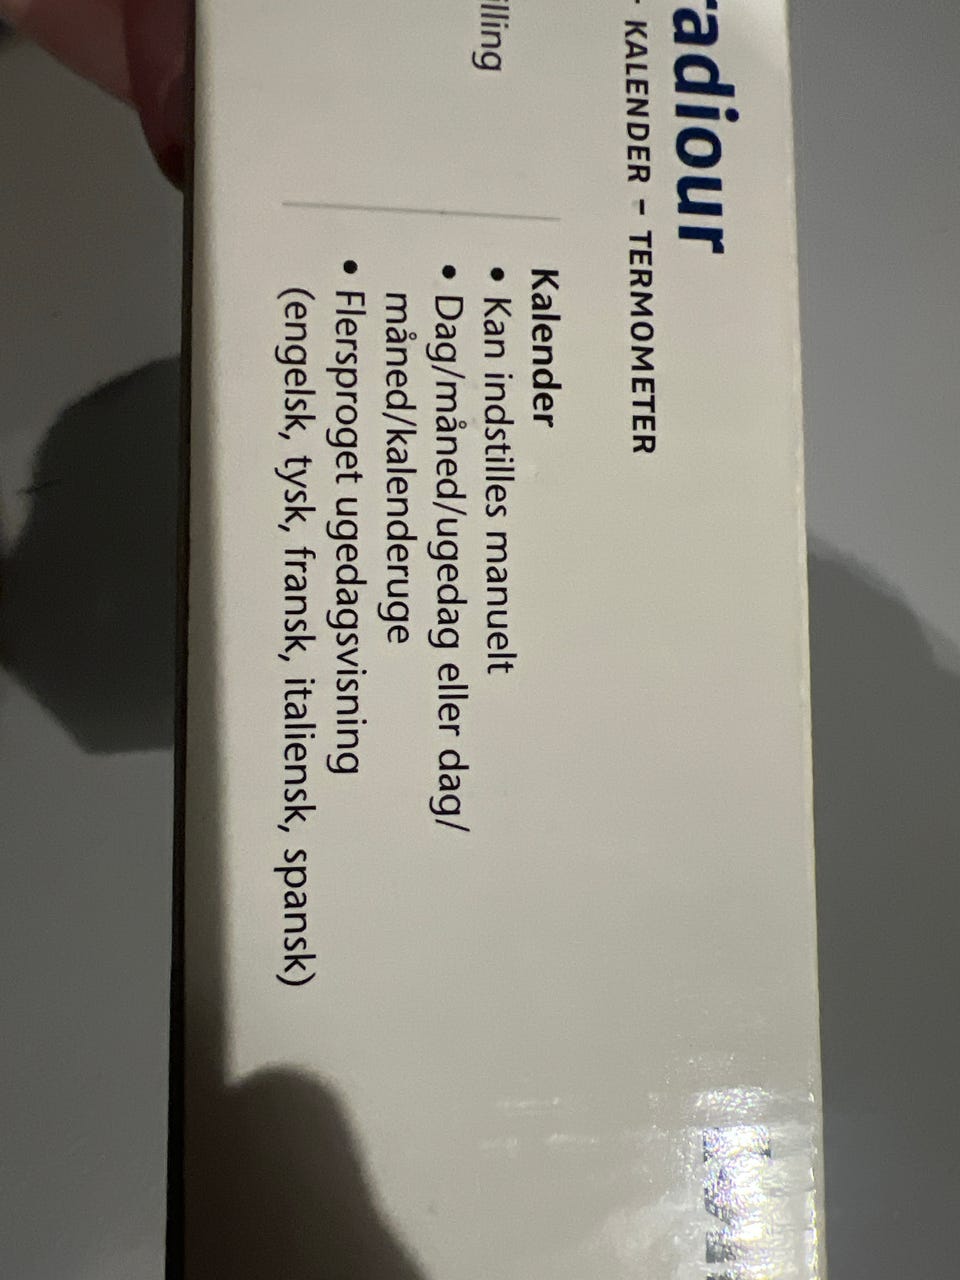 adiour
KALENDER – TERMOMETER
illing
Kalender
• Kan indstilles manuelt
• Dag/måned/ugedag eller dag/
måned/kalenderuge
• Flersproget ugedagsvisning
(engelsk, tysk, fransk, italiensk, spansk)